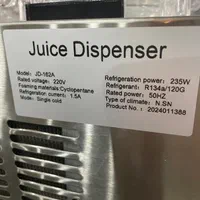 Juice Dispenser
Model: JD-162A
Rated voltage: 220V
Foaming materials:Cyclopentane
Refrigeration current: 1.5A
Mode: Single cold
Refrigeration power: 235W
Refrigerant: R134a/120G
Rated power: 50HZ
Type of climate: N.SN
Product No.: 2024011388